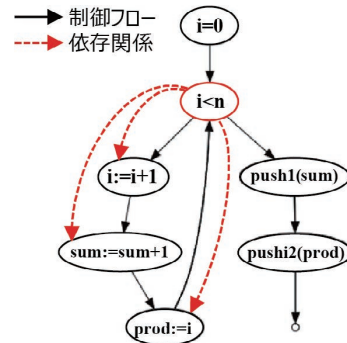 制御フロー
依存関係
i=0
i<n
i:=i+1
push1(sum)
sum:=sum+1
pushi2(prod)
prod:=i